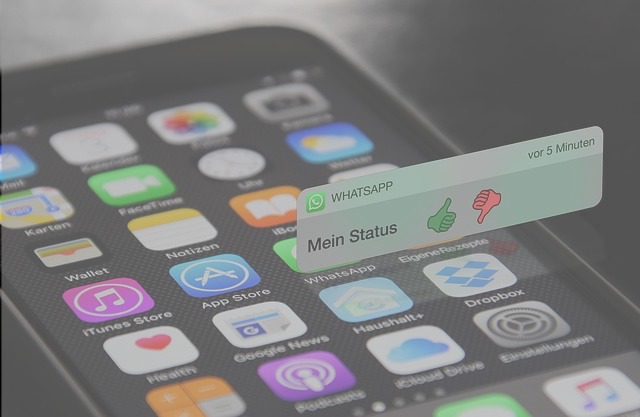 vor 5 Minuten
WHATSAPP
Mein Status
Kalender
Fotos
Kamera
Mail
FaceTime
Uhr
Wetter
Karten
Notizen
iBo
Wallet
App Store
WhatsApp
EigeneRezepte
iTunes Store
Google News
Haushalt+
Dropbox
Health
Podcasts
iCloud Drive
Einstellungen